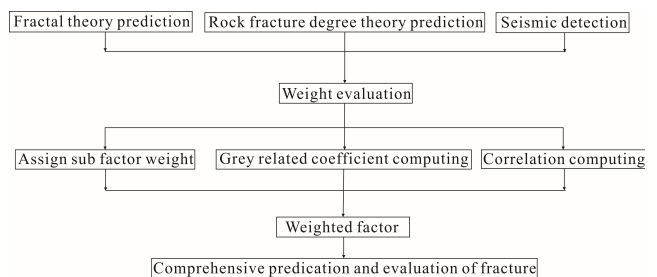 Fractal theory prediction
Rock fracture degree theory prediction
Seismic detection
Weight evaluation
Assign sub factor weight
Grey related coefficient computing
Correlation computing
Weighted factor
Comprehensive predication and evaluation of fracture